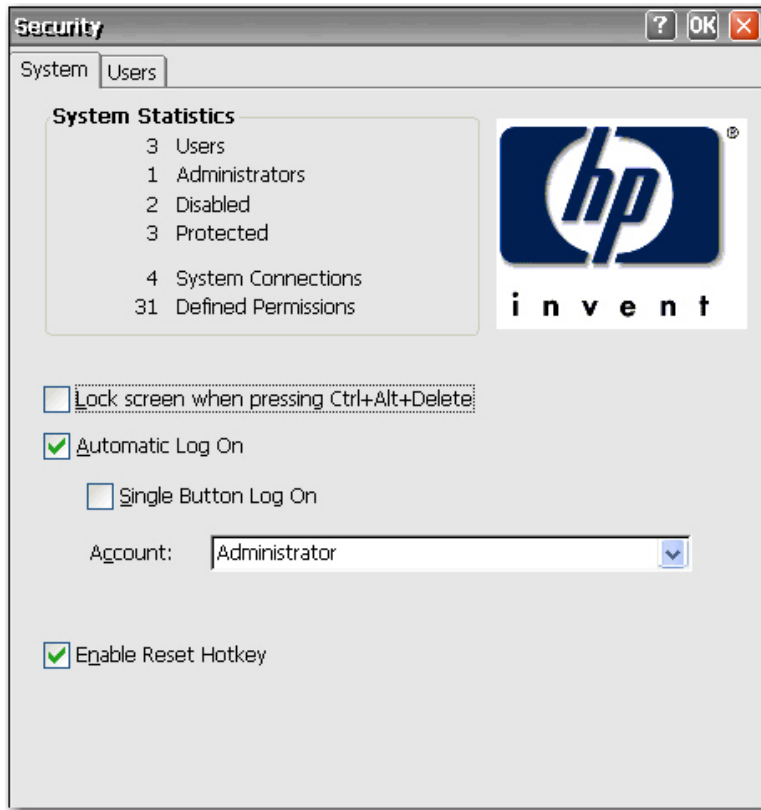 Security ? OK X
System Users
System Statistics
3 Users
1 Administrators
2 Disabled
3 Protected
4 System Connections
31 Defined Permissions
hp ®
invent
Lock screen when pressing Ctrl+Alt+Delete
Automatic Log On
Single Button Log On
Account: Administrator
Enable Reset Hotkey